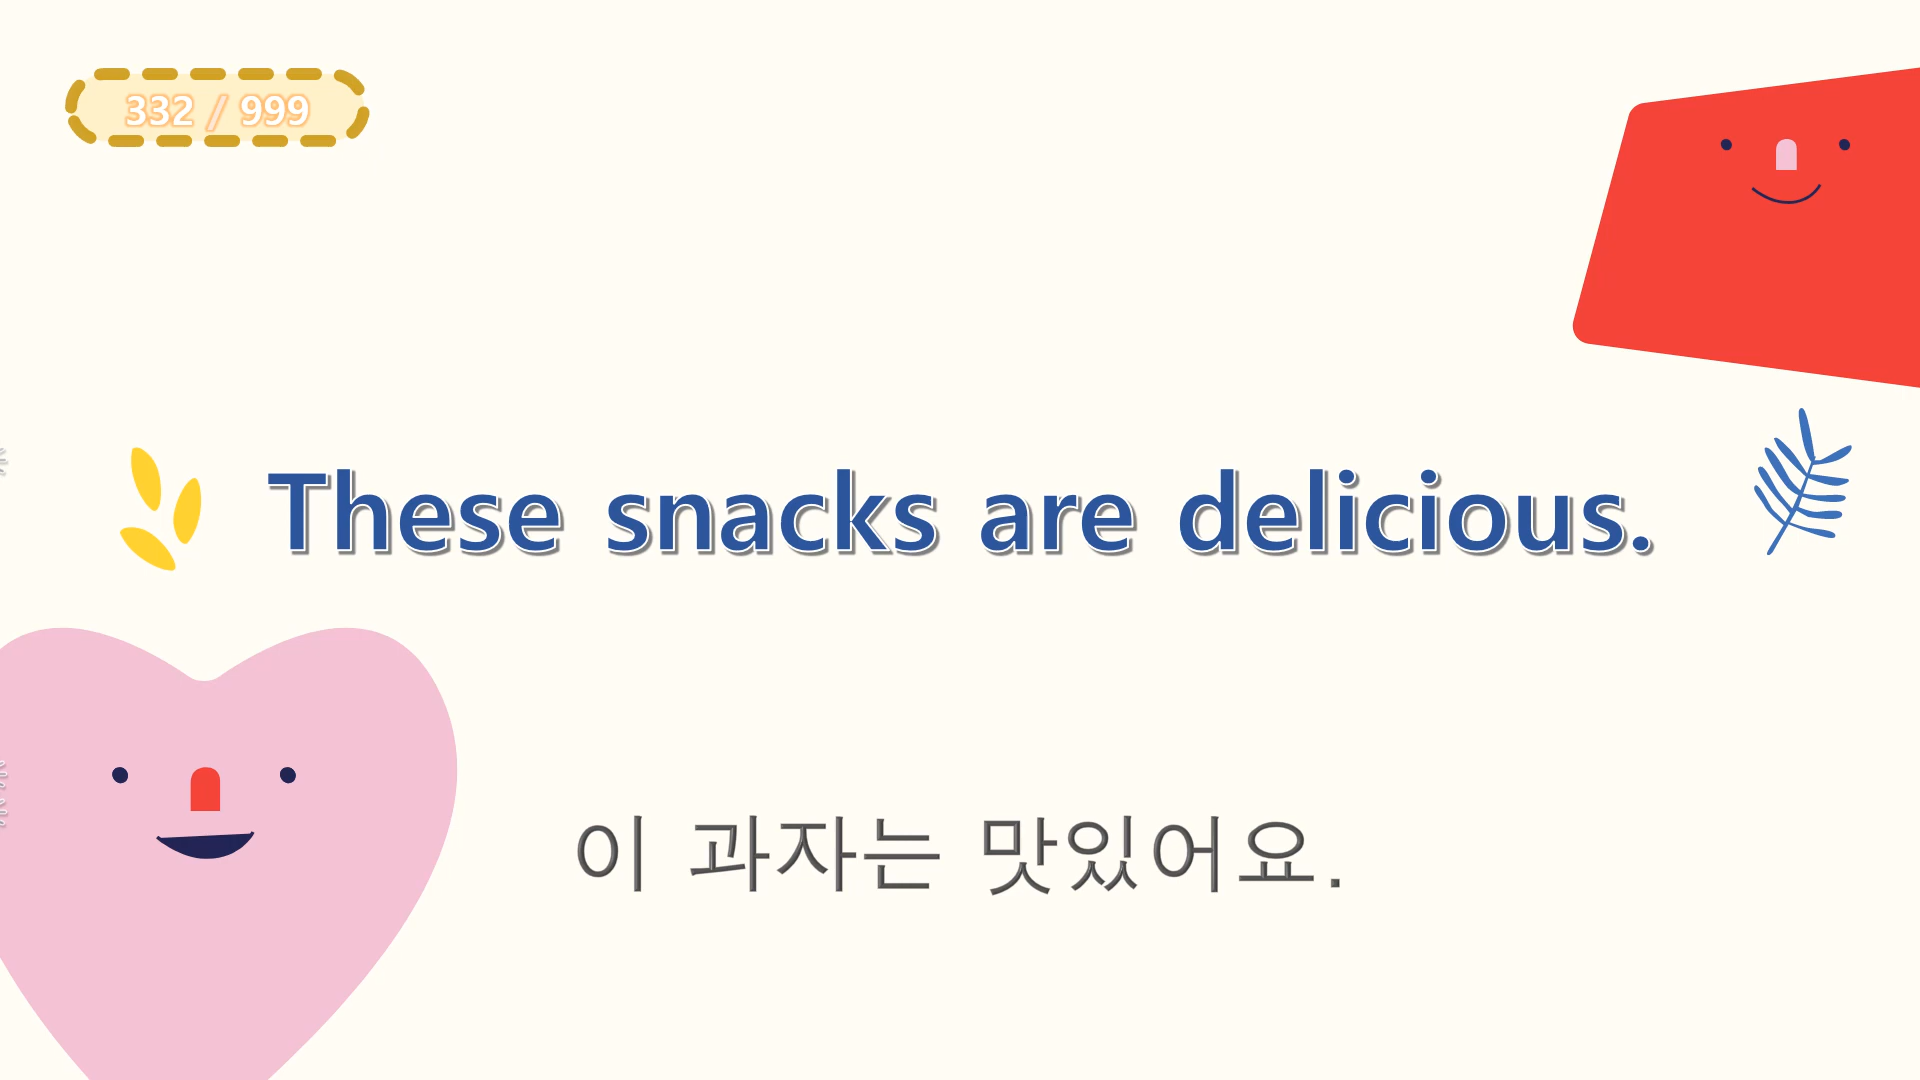 332 / 999
These snacks are delicious.
이 과자는 맛있어요.